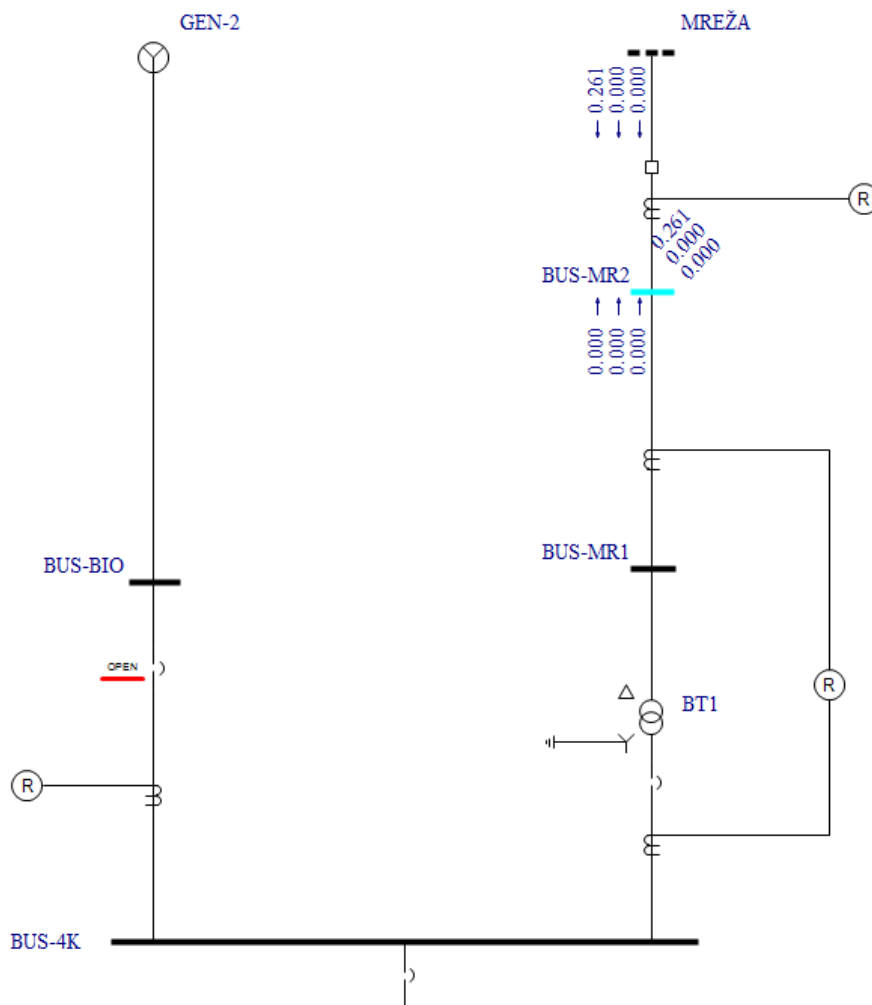 GEN-2
MREŽA
0.261
0.000
0.000
R
0.261
0.000
0.000
BUS-MR2
0.000
0.000
0.000
BUS-MR1
BUS-BIO
OPEN
R
BT1
R
BUS-4K